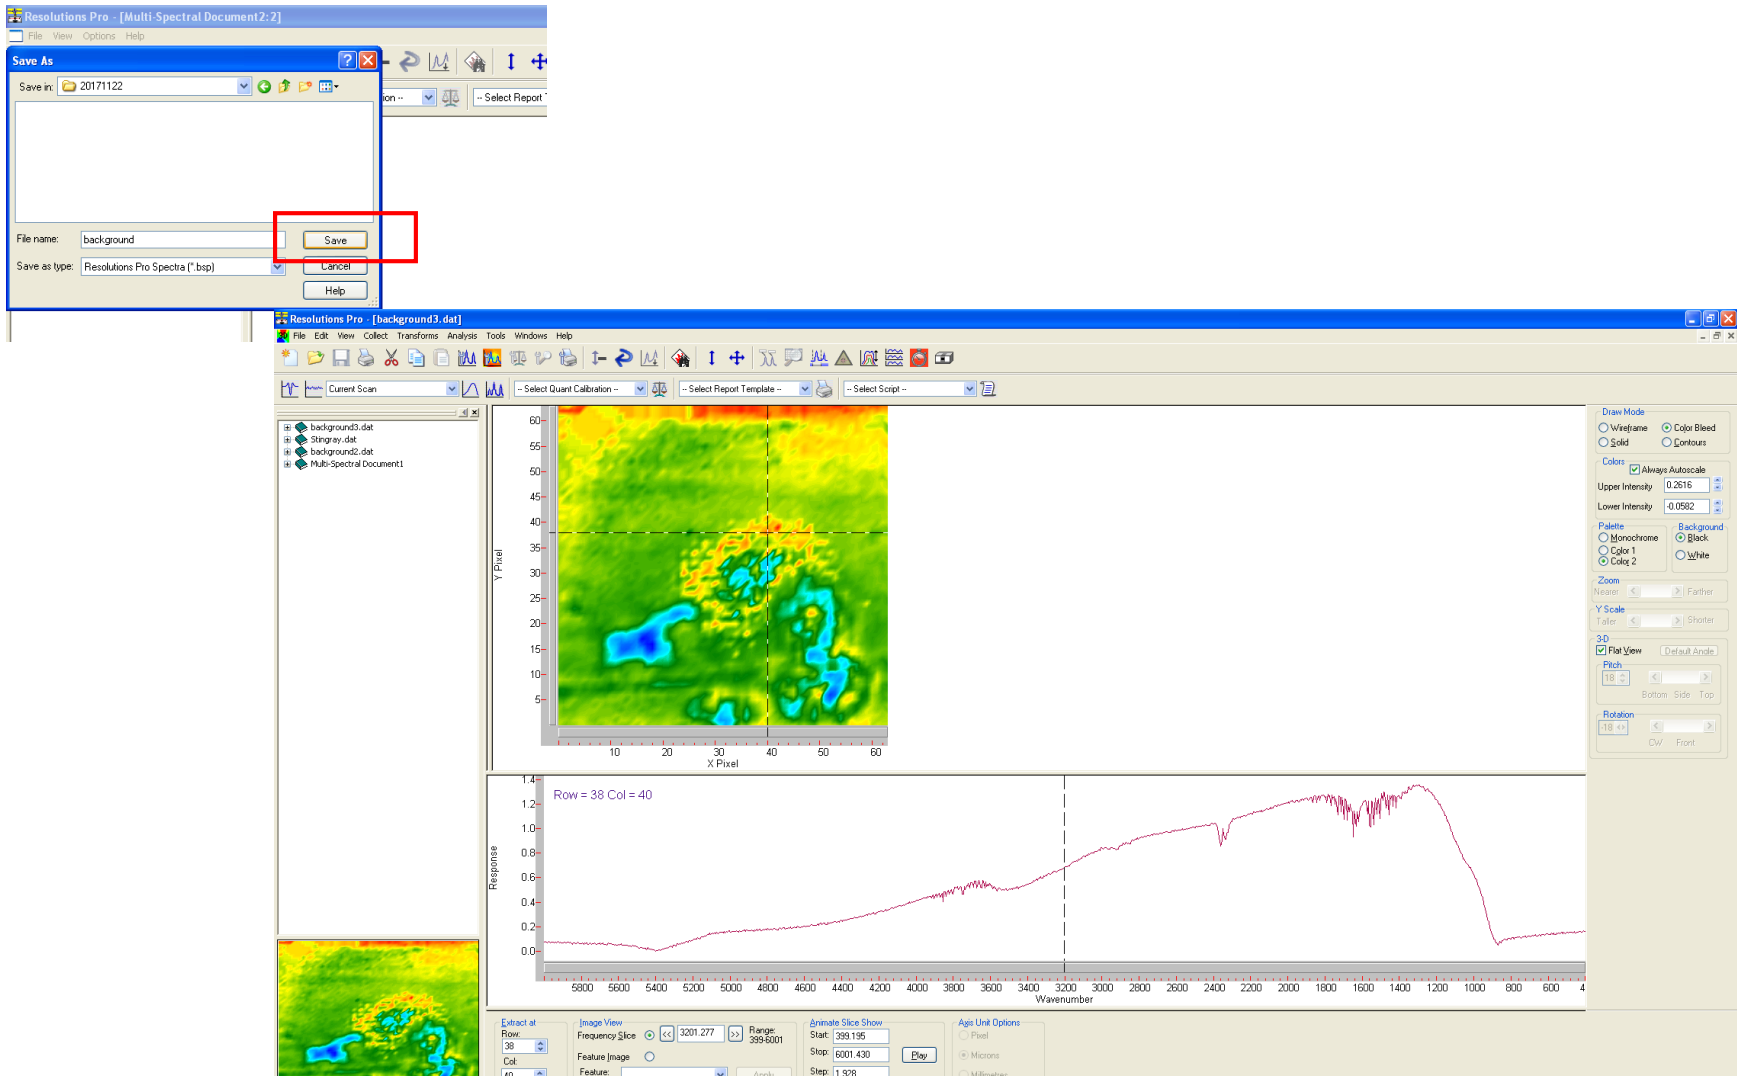 Resolutions Pro - [Multi-Spectral Document2:2]
File View Options Help
Save As
Save in: 20171122
ion -- -- Select Report
File name: background Save
Save as type: Resolutions Pro Spectra (*.bsp) Cancel
Help
Resolutions Pro - [background3.dat]
File Edit View Collect Transforms Analysis Tools Windows Help
Current Scan -- Select Quant Calibration -- -- Select Report Template -- -- Select Script --
background3.dat
Stingray.dat
background2.dat
Multi-Spectral Document1
60
55
50
45
40
35
30
25
20
15
10
5
Y Pixel
10 20 30 40 50 60
X Pixel
Draw Mode
Wireframe Color Bleed
Solid Contours
Colors
Always Autoscale
Upper Intensity 0.2616
Lower Intensity -0.0582
Palette Background
Monochrome Black
Color 1 White
Color 2
Zoom
Nearer Farther
Y Scale
Taller Shorter
3-D
Flat View Default Angle
Pitch
18
Bottom Side Top
Rotation
-18
CW Front
Row = 38 Col = 40
1.4
1.2
1.0
0.8
0.6
0.4
0.2
0.0
Response
5800 5600 5400 5200 5000 4800 4600 4400 4200 4000 3800 3600 3400 3200 3000 2800 2600 2400 2200 2000 1800 1600 1400 1200 1000 800 600 4
Wavenumber
Extract at Image View Animate Slice Show Axis Unit Options
Row: Frequency Slice << 3201.277 >> Range: 399-6001 Start: 399.195 Pixel
38 Feature Image Stop: 6001.430 Play Microns
Col: Feature: Apply Step: 1.928 Millimetres
40